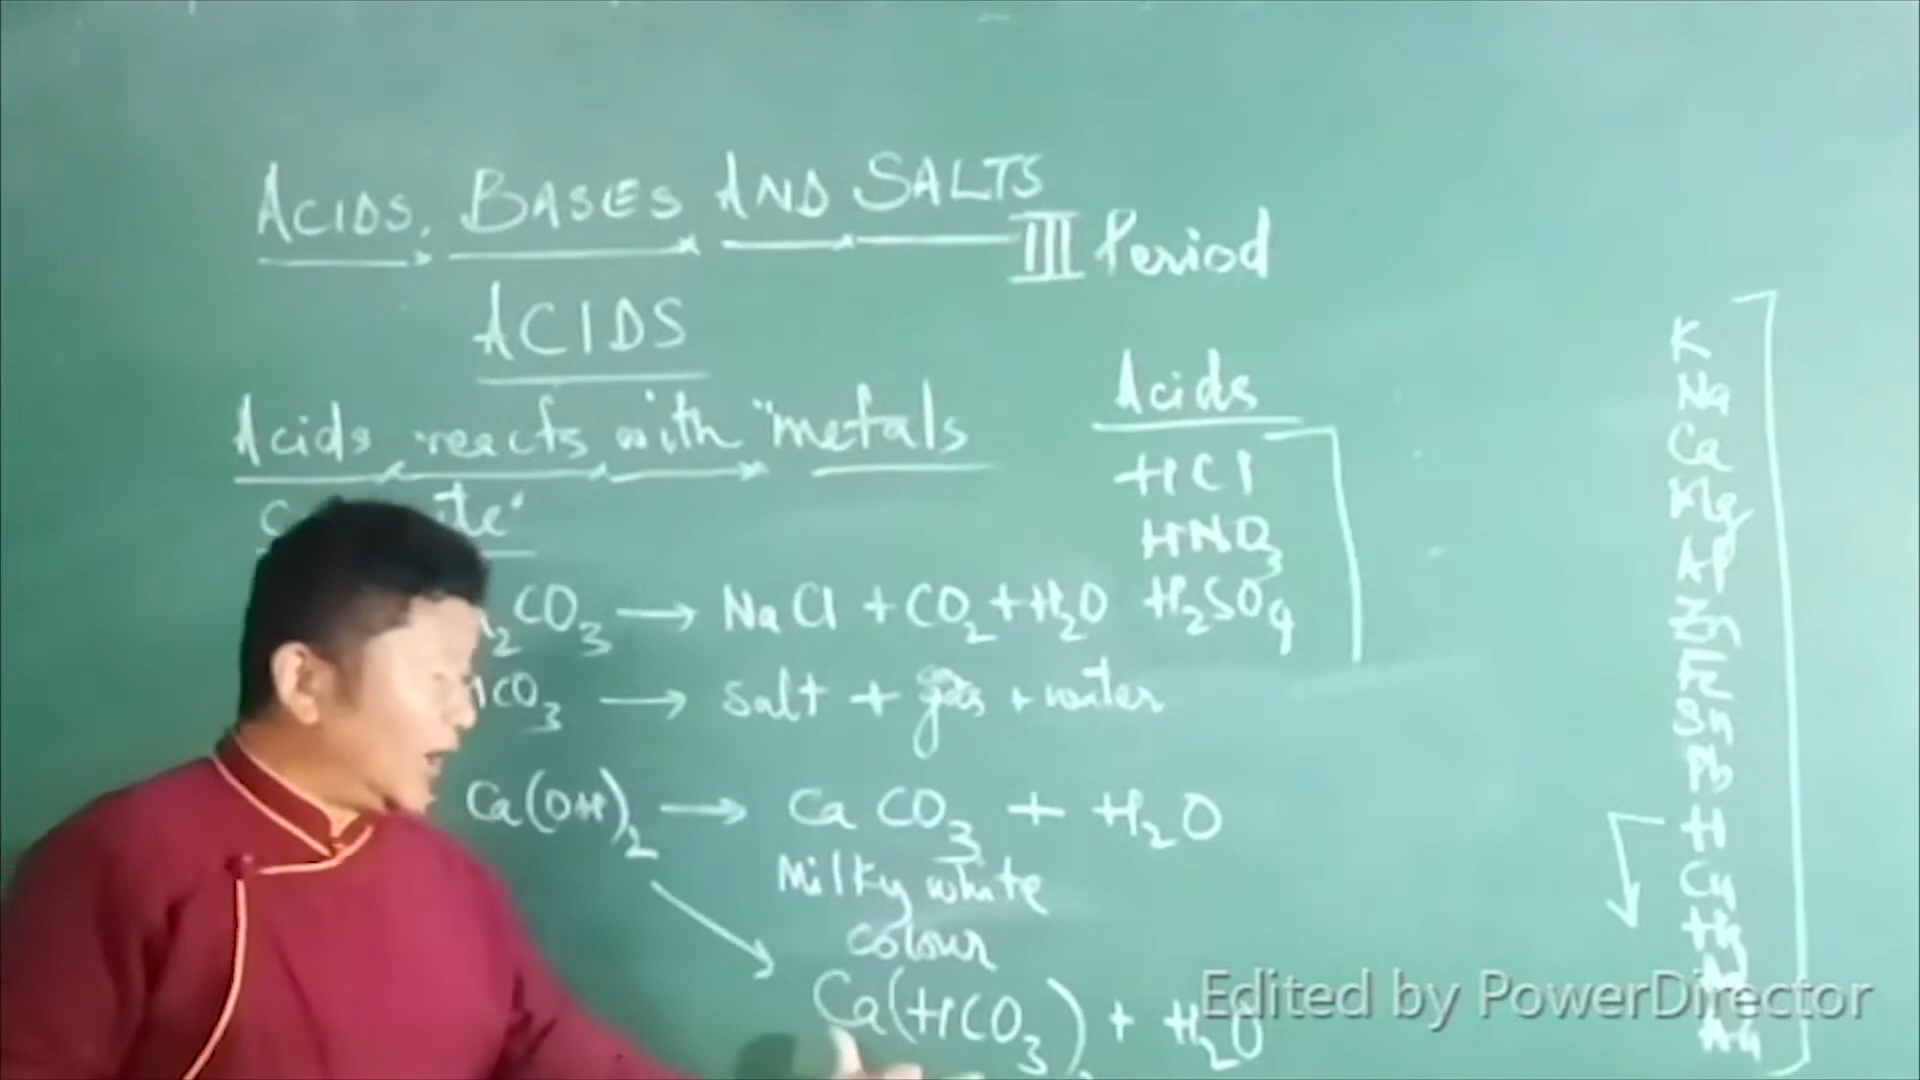 ACIDS, BASES AND SALTS
III Period
ACIDS
Acids reacts with "metals
CO₃ → NaCl + CO₂ + H₂O
HCO₃ → salt + gas + water
Ca(OH)₂ → CaCO₃ + H₂O
Milky white
colour
Ca(HCO₃) + H₂O
Acids
HCl
HNO₃
H₂SO₄
K
Na
Ca
Mg
Al
Zn
Fe
Sn
Pb
H
Cu
Hg
Au
Edited by PowerDirector